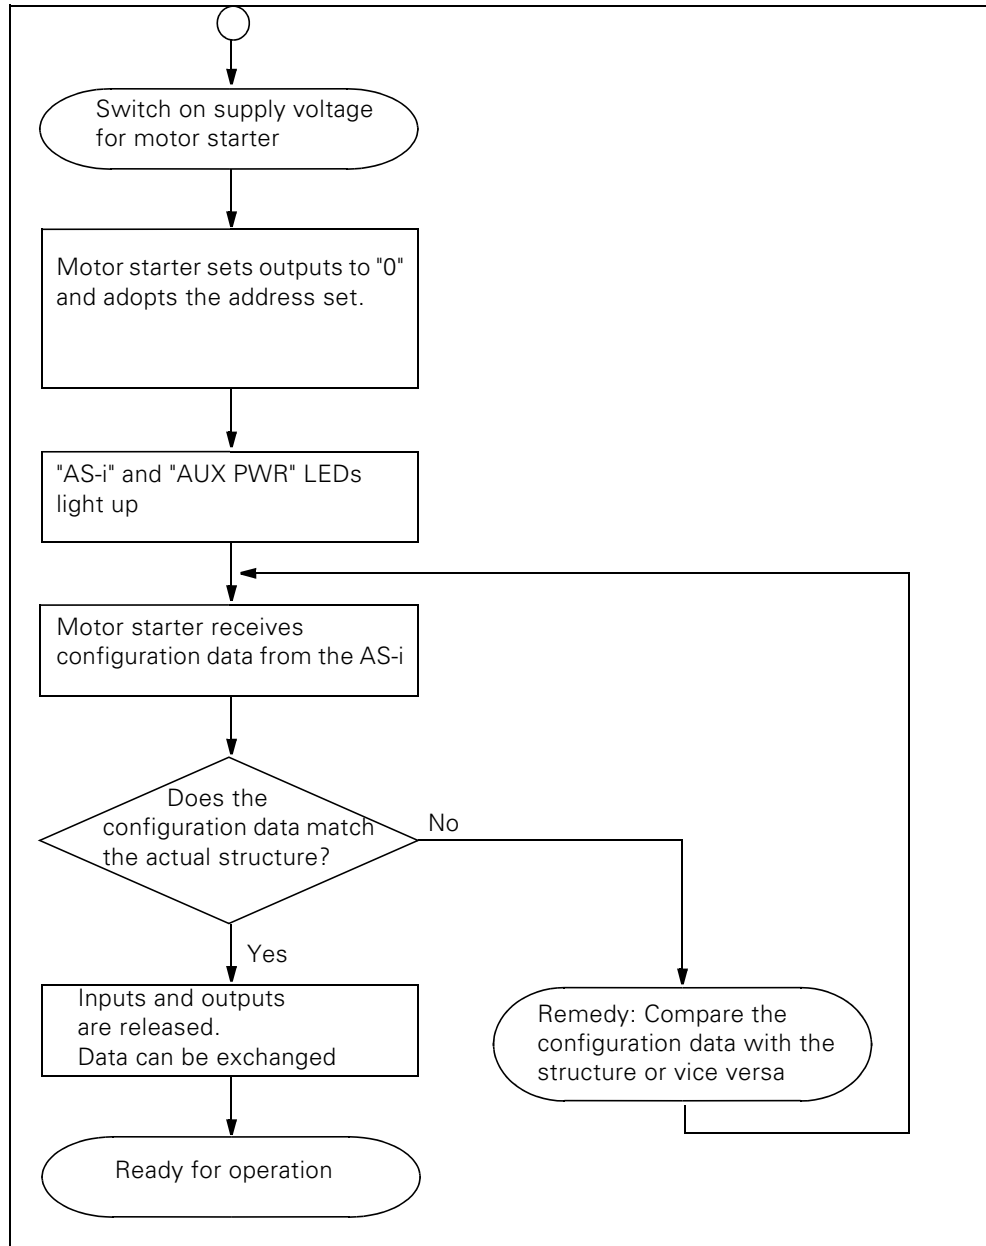 Switch on supply voltage
for motor starter
Motor starter sets outputs to "0"
and adopts the address set.
"AS-i" and "AUX PWR" LEDs
light up
Motor starter receives
configuration data from the AS-i
Does the
configuration data match
the actual structure?
No
Yes
Inputs and outputs
are released.
Data can be exchanged
Remedy: Compare the
configuration data with the
structure or vice versa
Ready for operation